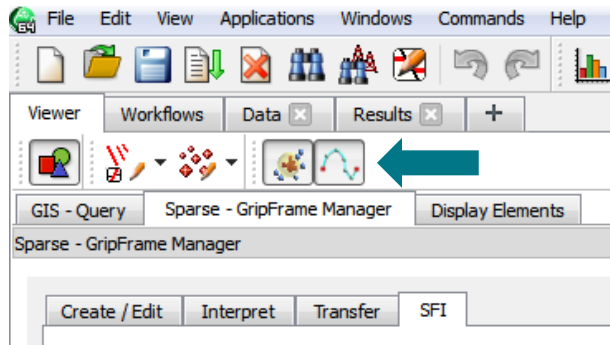 File Edit View Applications Windows Commands Help
64
Viewer Workflows Data Results +
GIS - Query Sparse - GripFrame Manager Display Elements
Sparse - GripFrame Manager
Create / Edit Interpret Transfer SFI